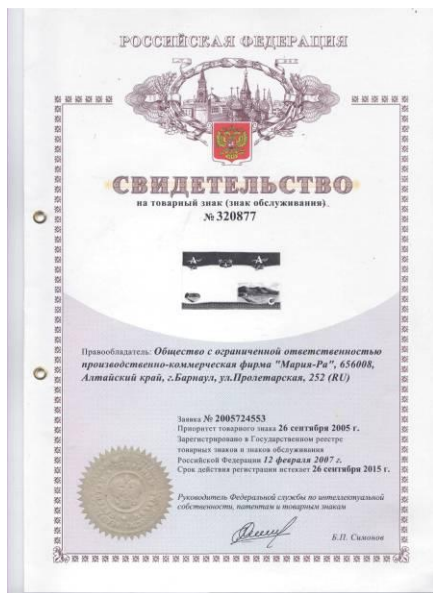 РОССИЙСКАЯ ФЕДЕРАЦИЯ
СВИДЕТЕЛЬСТВО
на товарный знак (знак обслуживания)
№ 320877
Правообладатель: Общество с ограниченной ответственностью
производственно-коммерческая фирма "Мария-Ра", 656008,
Алтайский край, г.Барнаул, ул.Пролетарская, 252 (RU)
Заявка № 2005724553
Приоритет товарного знака 26 сентября 2005 г.
Зарегистрировано в Государственном реестре
товарных знаков и знаков обслуживания
Российской Федерации 12 февраля 2007 г.
Срок действия регистрации истекает 26 сентября 2015 г.
Руководитель Федеральной службы по интеллектуальной
собственности, патентам и товарным знакам
Б.П. Симонов